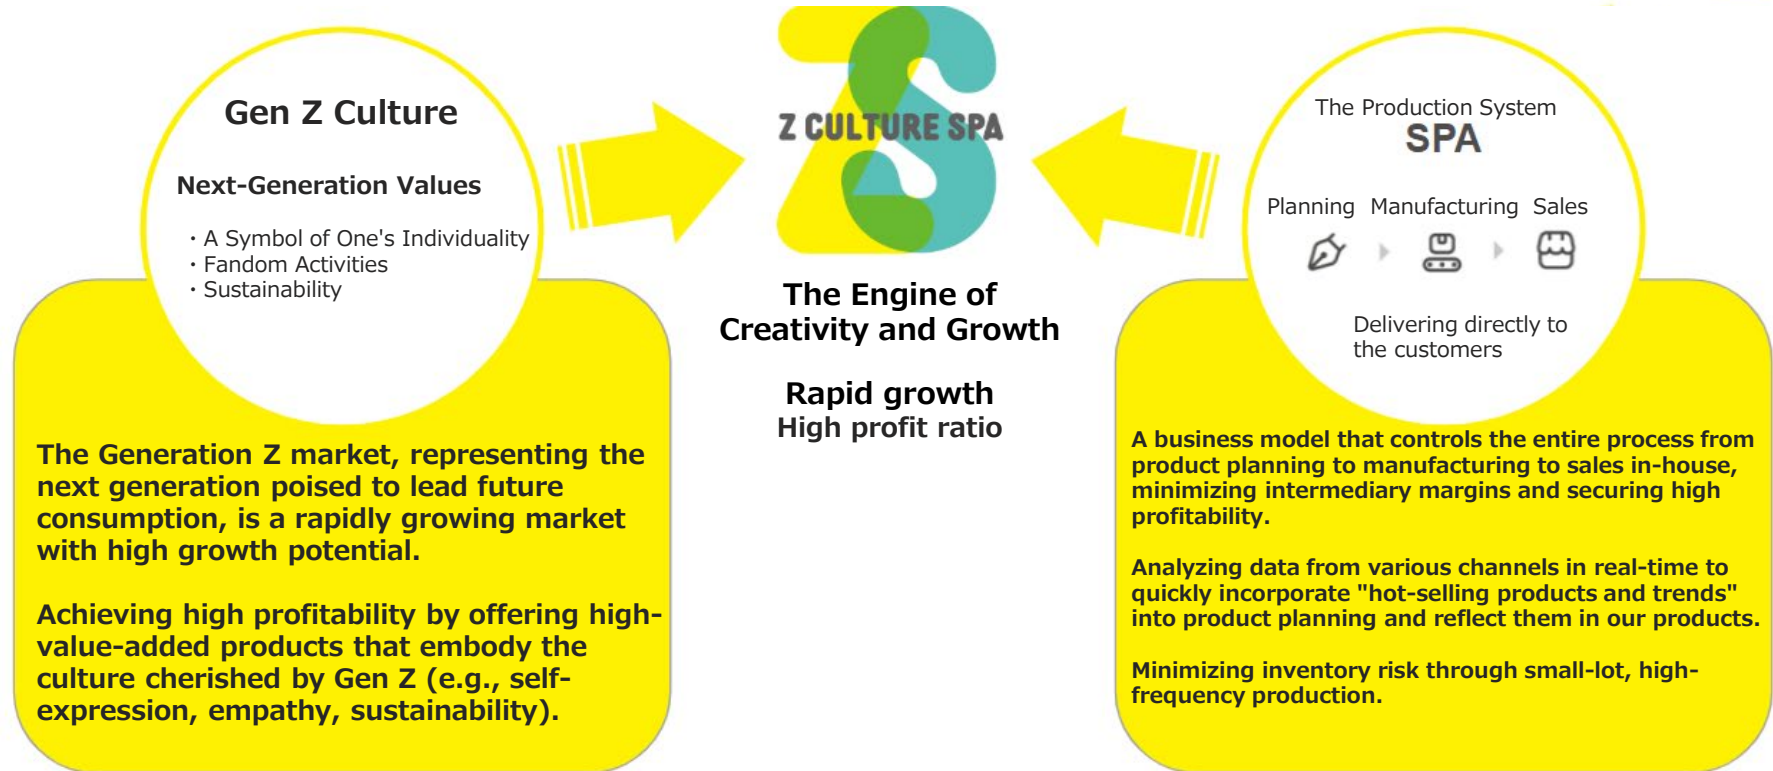 Gen Z Culture
Next-Generation Values
・A Symbol of One's Individuality
・Fandom Activities
・Sustainability
The Generation Z market, representing the
next generation poised to lead future
consumption, is a rapidly growing market
with high growth potential.
Achieving high profitability by offering high-
value-added products that embody the
culture cherished by Gen Z (e.g., self-
expression, empathy, sustainability).
ZS
Z CULTURE SPA
The Engine of
Creativity and Growth
Rapid growth
High profit ratio
The Production System
SPA
Planning Manufacturing Sales
Delivering directly to
the customers
A business model that controls the entire process from
product planning to manufacturing to sales in-house,
minimizing intermediary margins and securing high
profitability.
Analyzing data from various channels in real-time to
quickly incorporate "hot-selling products and trends"
into product planning and reflect them in our products.
Minimizing inventory risk through small-lot, high-
frequency production.